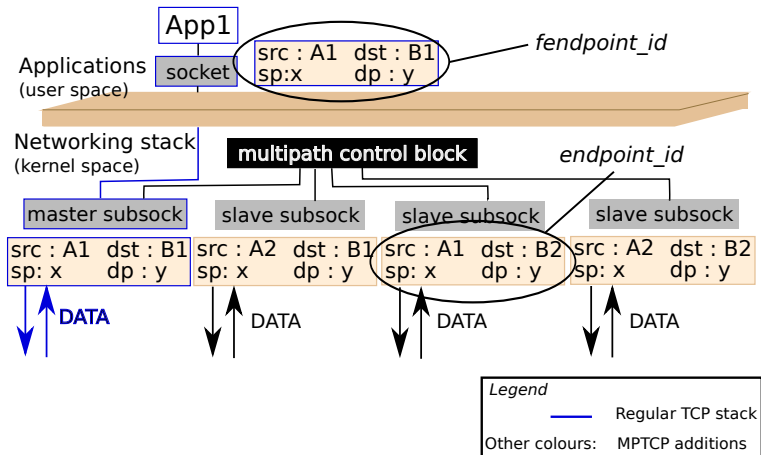 App1
fendpoint_id
src : A1 dst : B1
sp:x dp : y
socket
Applications
(user space)
Networking stack
(kernel space)
multipath control block
endpoint_id
master subsock
slave subsock
slave subsock
slave subsock
src : A1 dst : B1
sp: x dp : y
src : A2 dst : B1
sp: x dp : y
src : A1 dst : B2
sp: x dp : y
src : A2 dst : B2
sp: x dp : y
DATA
DATA
DATA
DATA
Legend
Regular TCP stack
Other colours: MPTCP additions